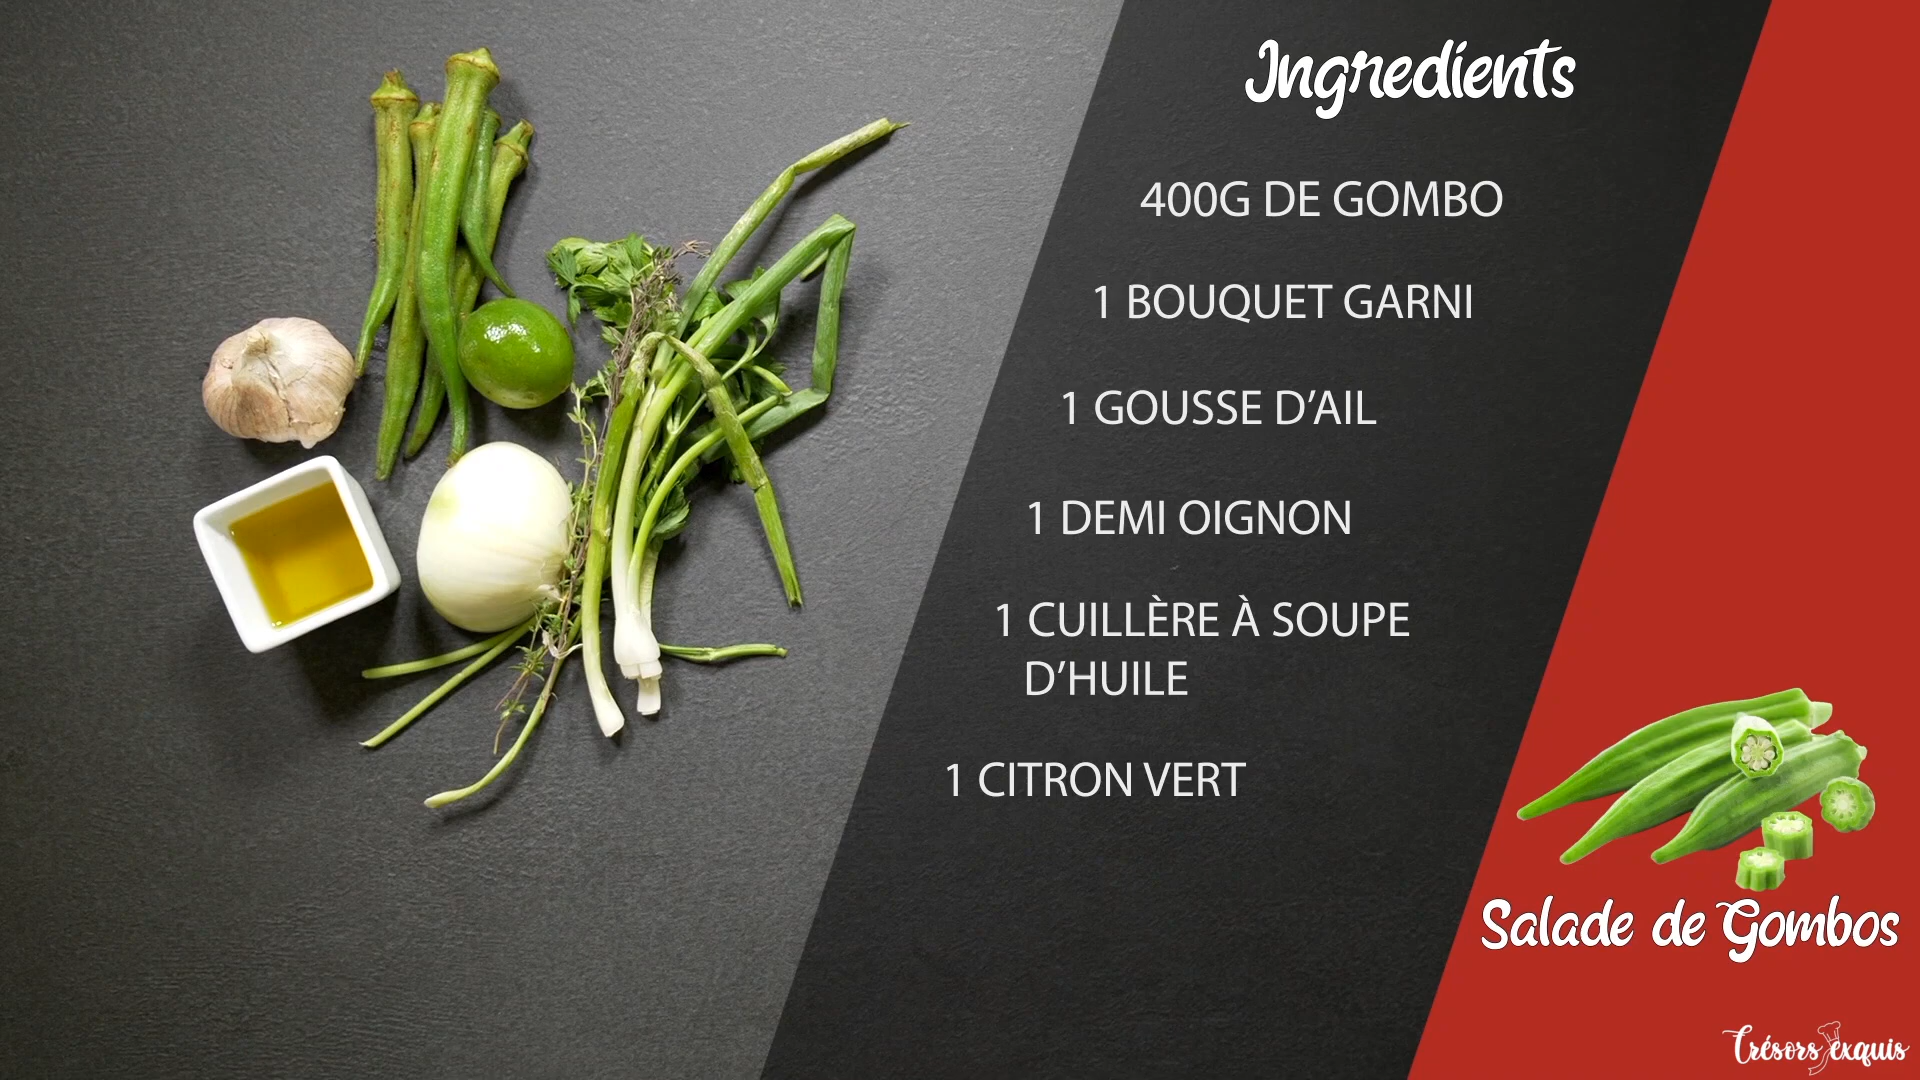 Ingredients
400G DE GOMBO
1 BOUQUET GARNI
1 GOUSSE D’AIL
1 DEMI OIGNON
1 CUILLÈRE À SOUPE
D’HUILE
1 CITRON VERT
Salade de Gombos
Trésors exquis